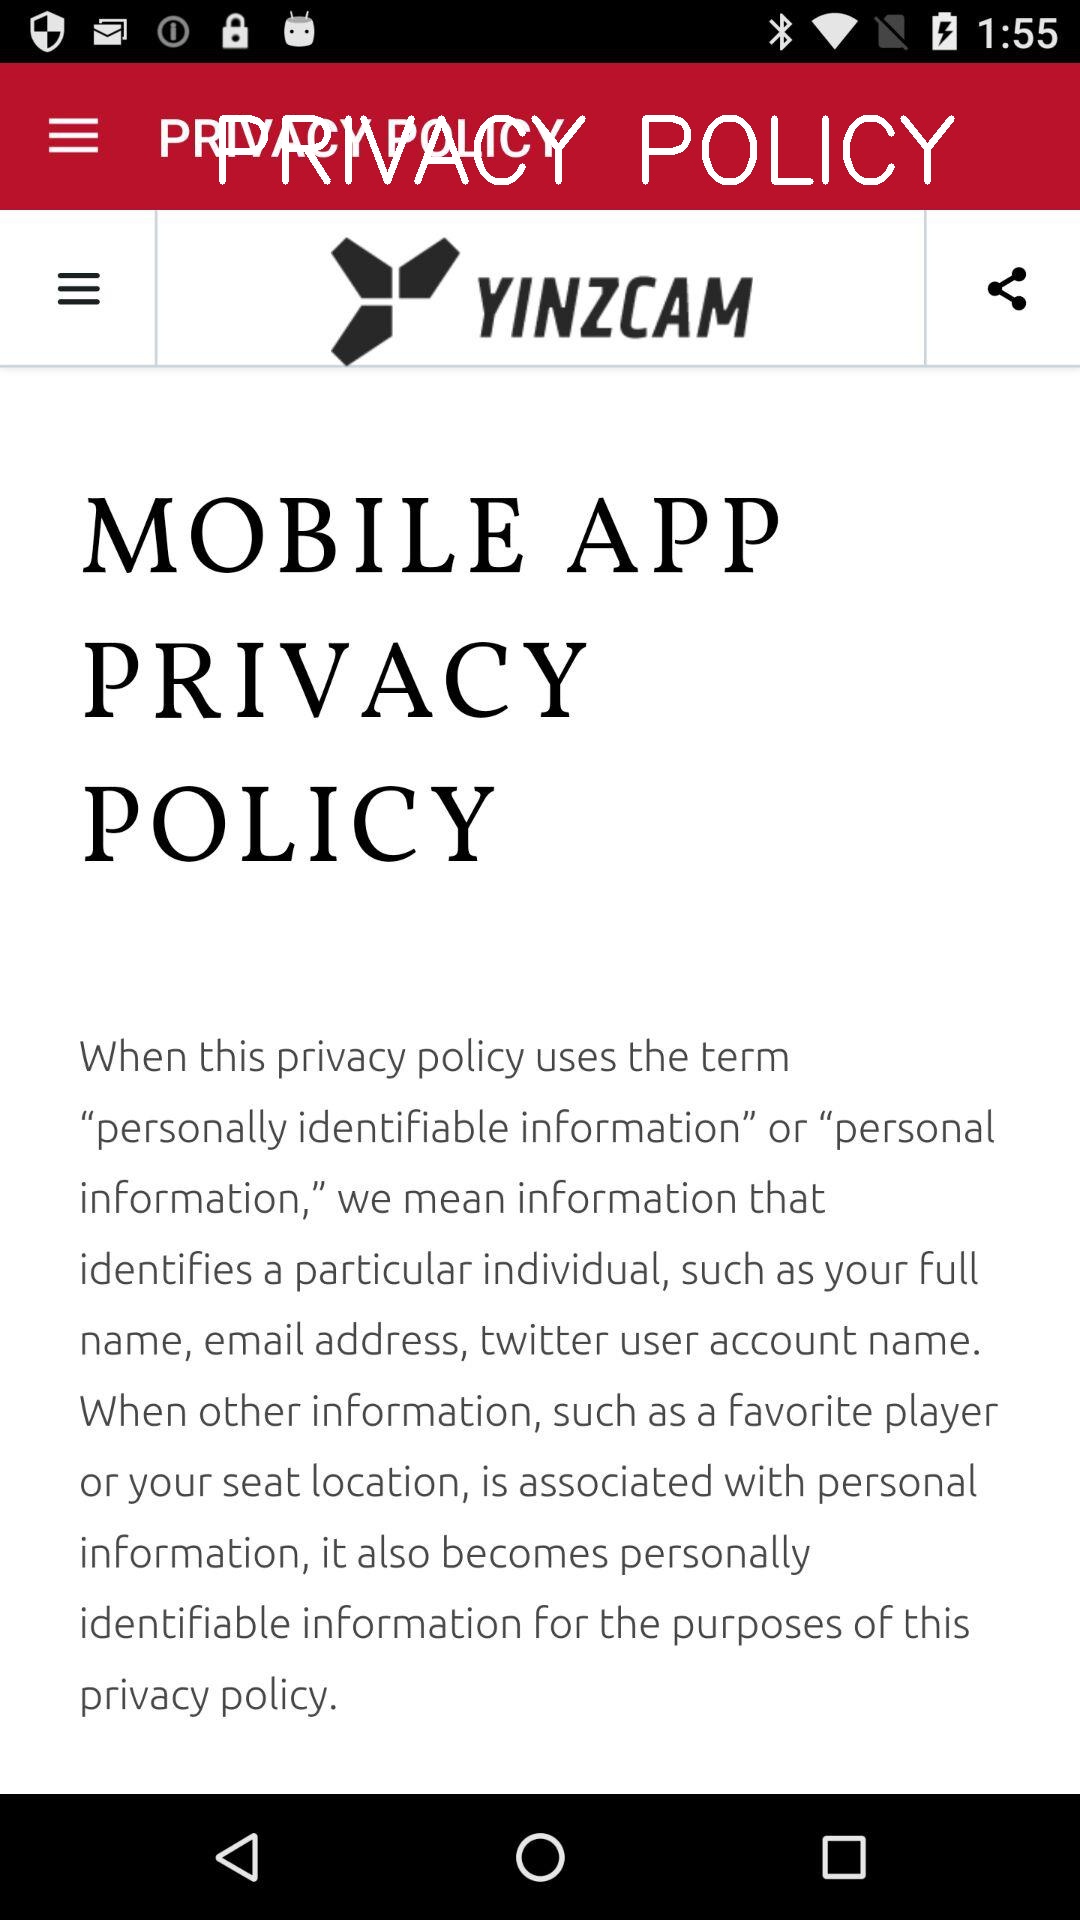 1:55
PRIVACY POLICY
PRIVACY POLICY
YINZCAM
MOBILE APP
PRIVACY
POLICY
When this privacy policy uses the term
“personally identifiable information” or “personal
information,” we mean information that
identifies a particular individual, such as your full
name, email address, twitter user account name.
When other information, such as a favorite player
or your seat location, is associated with personal
information, it also becomes personally
identifiable information for the purposes of this
privacy policy.